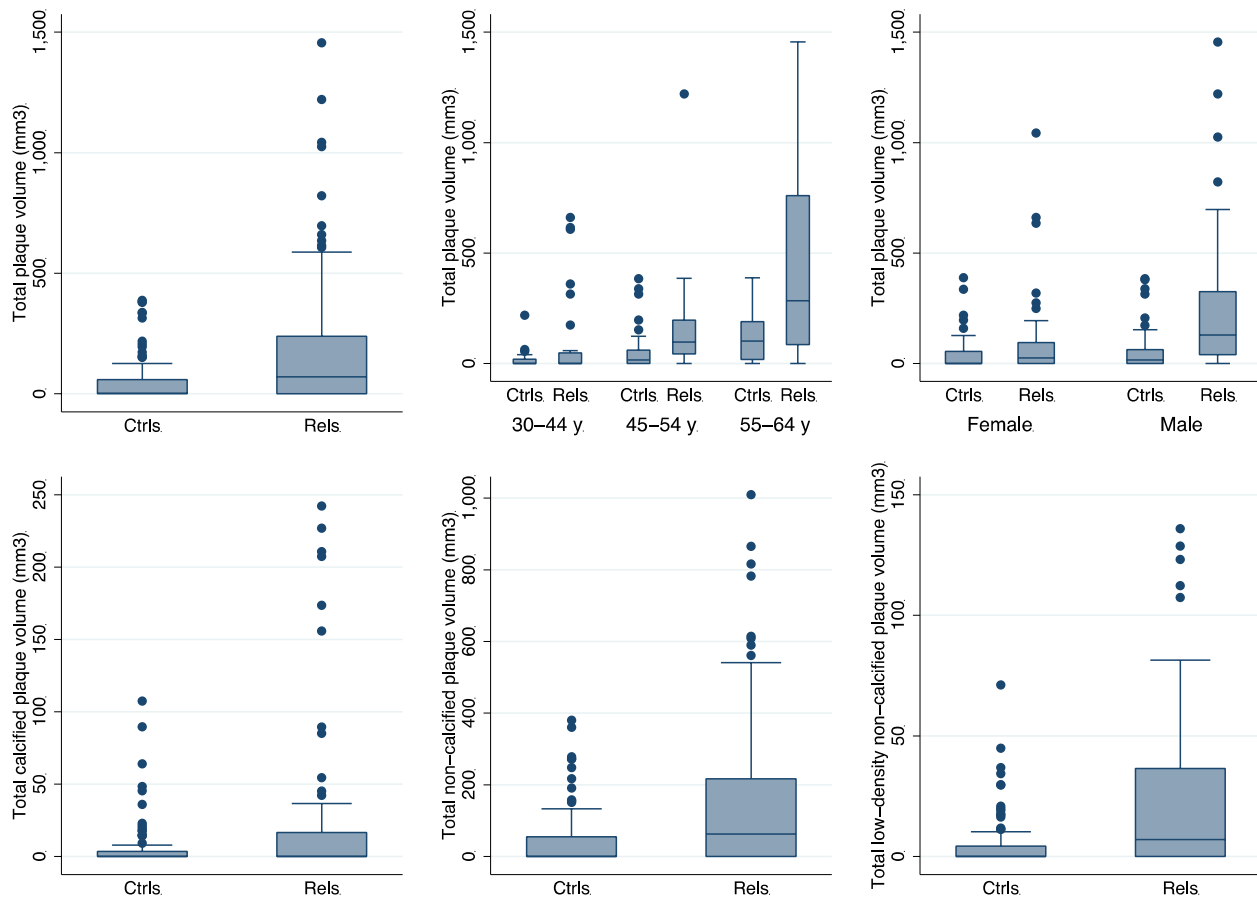 Total plaque volume (mm3).
1,500.
1,000.
500.
0.
Ctrls.
Rels.
Total plaque volume (mm3).
1,500.
1,000.
500.
0.
Ctrls. Rels. Ctrls. Rels. Ctrls. Rels.
30–44 y. 45–54 y. 55–64 y
Total plaque volume (mm3).
1,500.
1,000.
500.
0.
Ctrls. Rels. Ctrls. Rels.
Female. Male
Total calcified plaque volume (mm3).
250.
200.
150.
100.
50.
0.
Ctrls.
Rels.
Total non–calcified plaque volume (mm3).
1,000.
800.
600.
400.
200.
0.
Ctrls.
Rels.
Total low–density non–calcified plaque volume (mm3).
150.
100.
50.
0.
Ctrls.
Rels.